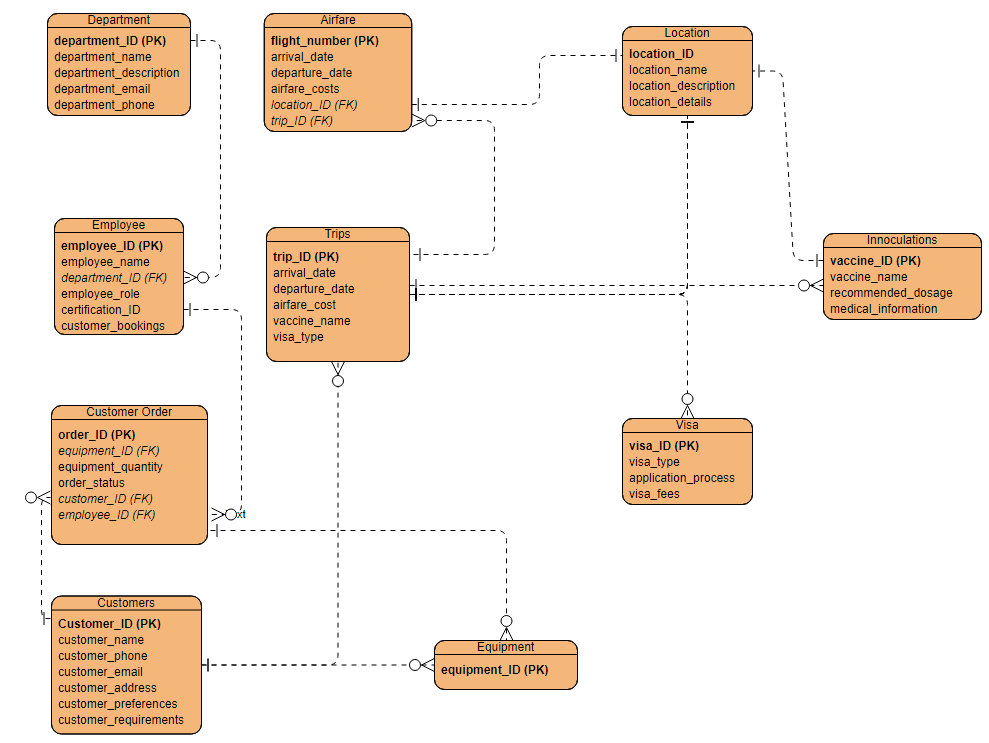 Department
department_ID (PK)
department_name
department_description
department_email
department_phone
Airfare
flight_number (PK)
arrival_date
departure_date
airfare_costs
location_ID (FK)
trip_ID (FK)
Location
location_ID
location_name
location_description
location_details
Employee
employee_ID (PK)
employee_name
department_ID (FK)
employee_role
certification_ID
customer_bookings
Trips
trip_ID (PK)
arrival_date
departure_date
airfare_cost
vaccine_name
visa_type
Innoculations
vaccine_ID (PK)
vaccine_name
recommended_dosage
medical_information
Customer Order
order_ID (PK)
equipment_ID (FK)
equipment_quantity
order_status
customer_ID (FK)
employee_ID (FK)
xt
Visa
visa_ID (PK)
visa_type
application_process
visa_fees
Customers
Customer_ID (PK)
customer_name
customer_phone
customer_email
customer_address
customer_preferences
customer_requirements
Equipment
equipment_ID (PK)